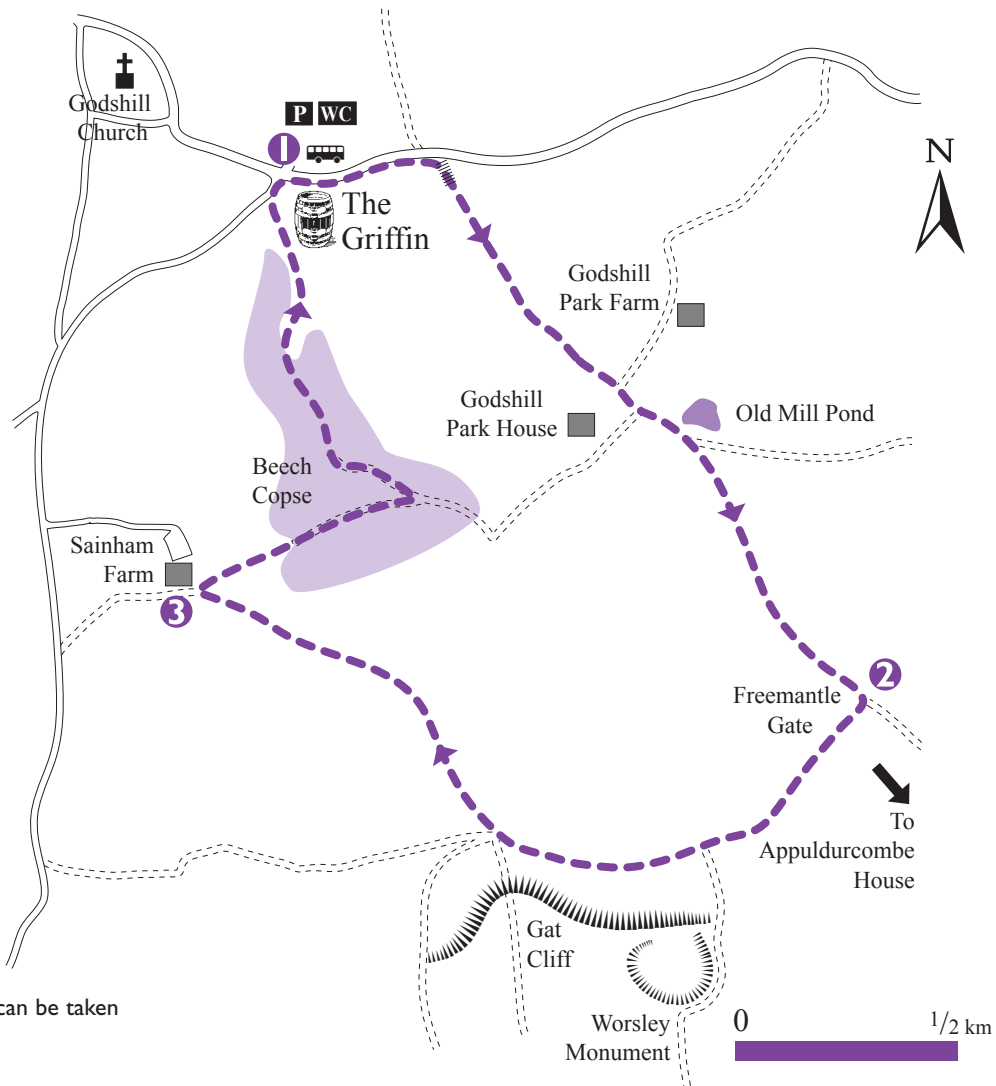 Godshill
Church
P WC
1
The
Griffin
N
Godshill
Park Farm
Godshill
Park House
Old Mill Pond
Beech
Copse
Sainham
Farm
3
2
Freemantle
Gate
To
Appuldurcombe
House
Gat
Cliff
can be taken
Worsley
Monument
0 1/2 km